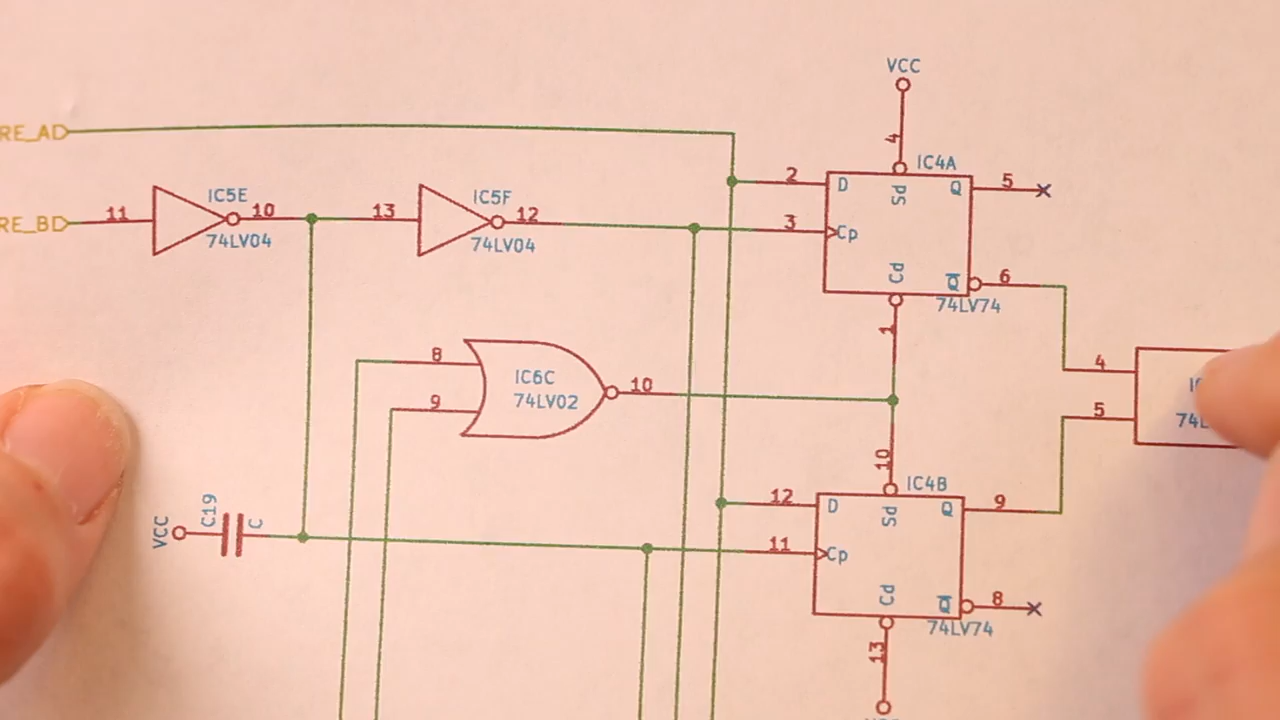 VCC
4
RE_AD
IC4A
2
D
Sd
Q
5
IC5E
IC5F
11
10
13
12
3
Cp
RE_BD
74LV04
74LV04
Cd
Q
6
74LV74
1
8
IC6C
10
4
9
74LV02
5
74L
10
IC4B
C19
12
D
Sd
Q
9
VCC
C
11
Cp
Cd
Q
8
74LV74
13